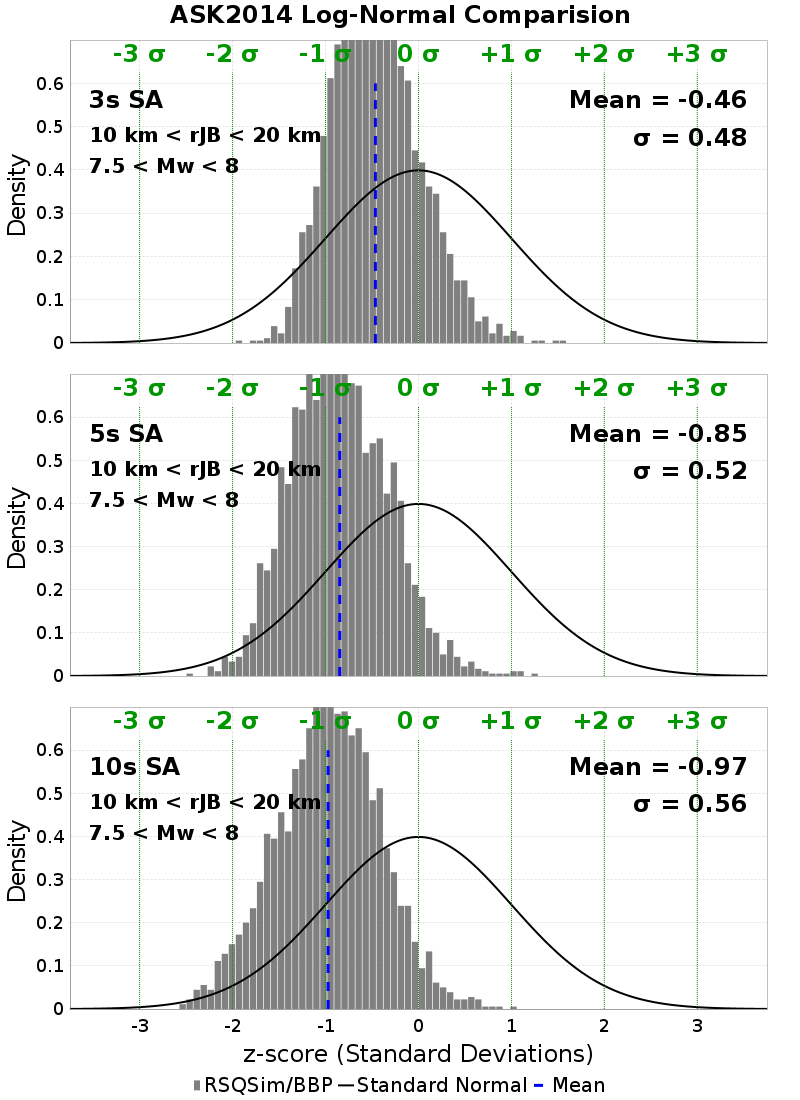 ASK2014 Log-Normal Comparision
-3 σ -2 σ -1 σ 0 σ +1 σ +2 σ +3 σ
3s SA
Mean = -0.46
10 km < rJB < 20 km
σ = 0.48
7.5 < Mw < 8
Density
0.6
0.5
0.4
0.3
0.2
0.1
0
-3 σ -2 σ -1 σ 0 σ +1 σ +2 σ +3 σ
5s SA
Mean = -0.85
10 km < rJB < 20 km
σ = 0.52
7.5 < Mw < 8
Density
0.6
0.5
0.4
0.3
0.2
0.1
0
-3 σ -2 σ -1 σ 0 σ +1 σ +2 σ +3 σ
10s SA
Mean = -0.97
10 km < rJB < 20 km
σ = 0.56
7.5 < Mw < 8
Density
0.6
0.5
0.4
0.3
0.2
0.1
0
-3 -2 -1 0 1 2 3
z-score (Standard Deviations)
RSQSim/BBP Standard Normal Mean